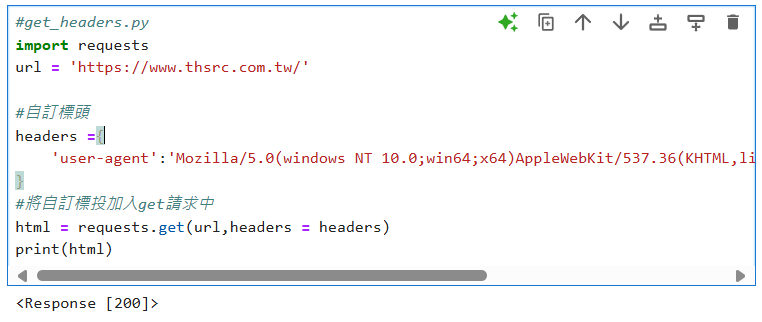 #get_headers.py
import requests
url = 'https://www.thsrc.com.tw/'
#自訂標頭
headers ={
'user-agent':'Mozilla/5.0(windows NT 10.0;win64;x64)AppleWebKit/537.36(KHTML,li
}
#將自訂標投加入get請求中
html = requests.get(url,headers = headers)
print(html)
<Response [200]>